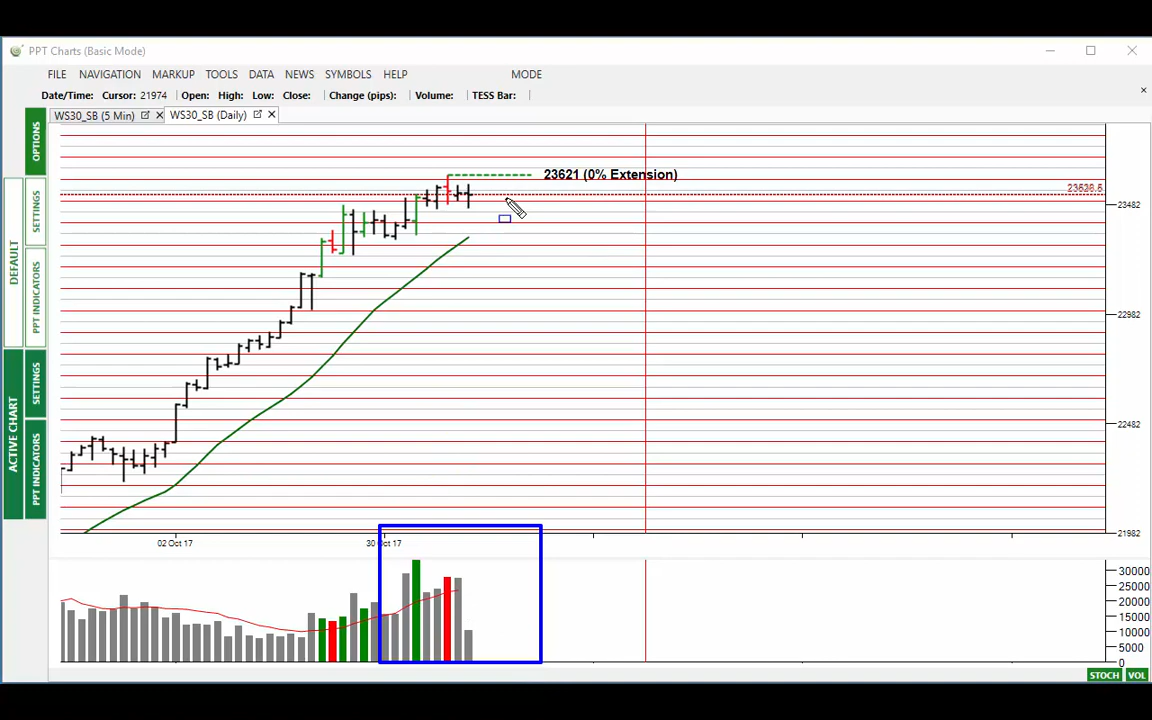 PPT Charts (Basic Mode)
FILE NAVIGATION MARKUP TOOLS DATA NEWS SYMBOLS HELP MODE
Date/Time: Cursor: 21974 Open: High: Low: Close: Change (pips): Volume: TESS Bar:
WS30_SB (5 Min) WS30_SB (Daily)
OPTIONS
DEFAULT
SETTINGS
PPT INDICATORS
ACTIVE CHART
SETTINGS
PPT INDICATORS
23621 (0% Extension)
23482
22982
22482
21982
02 Oct 17 30 Oct 17
30000
25000
20000
15000
10000
5000
0
STOCH VOL